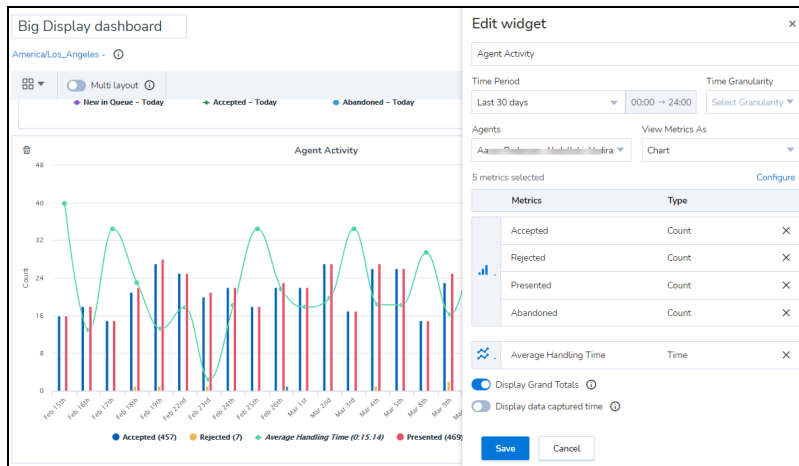 Big Display dashboard
America/Los_Angeles -
Multi layout
New in Queue - Today
Accepted - Today
Abandoned - Today
Agent Activity
48
40
32
24
16
8
0
Count
Feb 15th
Feb 16th
Feb 17th
Feb 18th
Feb 19th
Feb 22nd
Feb 23rd
Feb 24th
Feb 25th
Feb 26th
Mar 1st
Mar 2nd
Mar 3rd
Mar 4th
Mar 5th
Mar 8th
Mar 9th
Accepted (457)
Rejected (7)
Average Handling Time (0:15:14)
Presented (469)
Edit widget
Agent Activity
Time Period
Time Granularity
Last 30 days
00:00 → 24:00
Select Granularity
Agents
View Metrics As
Chart
5 metrics selected
Configure
Metrics
Type
Accepted
Count
Rejected
Count
Presented
Count
Abandoned
Count
Average Handling Time
Time
Display Grand Totals
Display data captured time
Save
Cancel